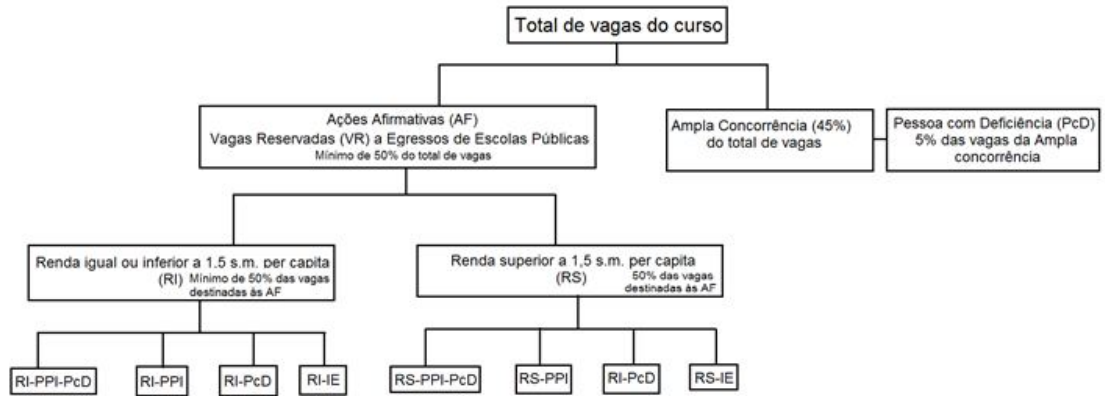 Total de vagas do curso
Ações Afirmativas (AF)
Vagas Reservadas (VR) a Egressos de Escolas Públicas
Mínimo de 50% do total de vagas
Ampla Concorrência (45%)
do total de vagas
Pessoa com Deficiência (PcD)
5% das vagas da Ampla
concorrência
Renda igual ou inferior a 1,5 s.m. per capita
(RI) Mínimo de 50% das vagas
destinadas às AF
Renda superior a 1,5 s.m. per capita
(RS) 50% das vagas
destinadas às AF
RI-PPI-PcD
RI-PPI
RI-PcD
RI-IE
RS-PPI-PcD
RS-PPI
RI-PcD
RS-IE